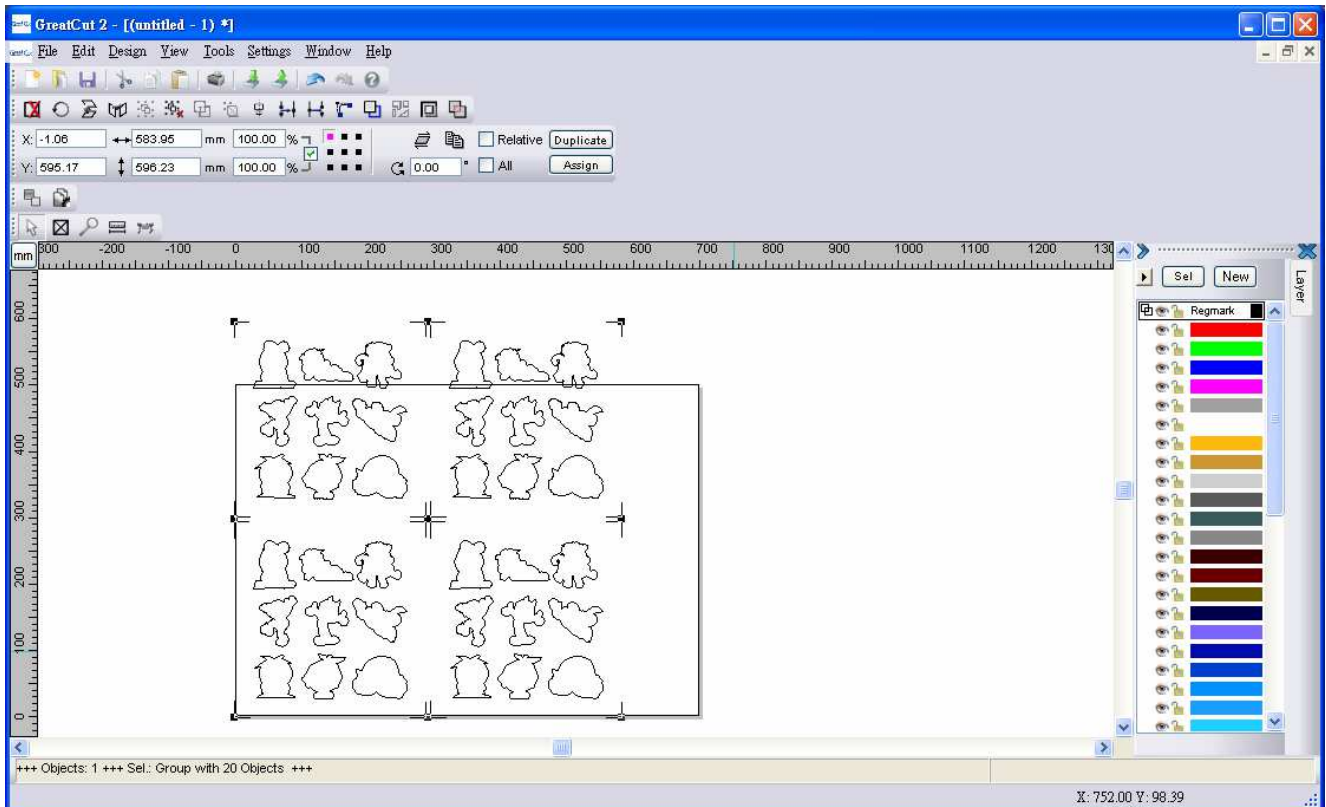 GreatCut 2 - [(untitled - 1) *]
File Edit Design View Tools Settings Window Help
X: -1.06 583.95 mm 100.00 % Relative Duplicate
Y: 595.17 596.23 mm 100.00 % 0.00 ° All Assign
mm 300 -200 -100 0 100 200 300 400 500 600 700 800 900 1000 1100 1200 130
Sel New
Layer
Regmark
600
500
400
300
200
100
0
+++ Objects: 1 +++ Sel.: Group with 20 Objects +++
X: 752.00 Y: 98.39